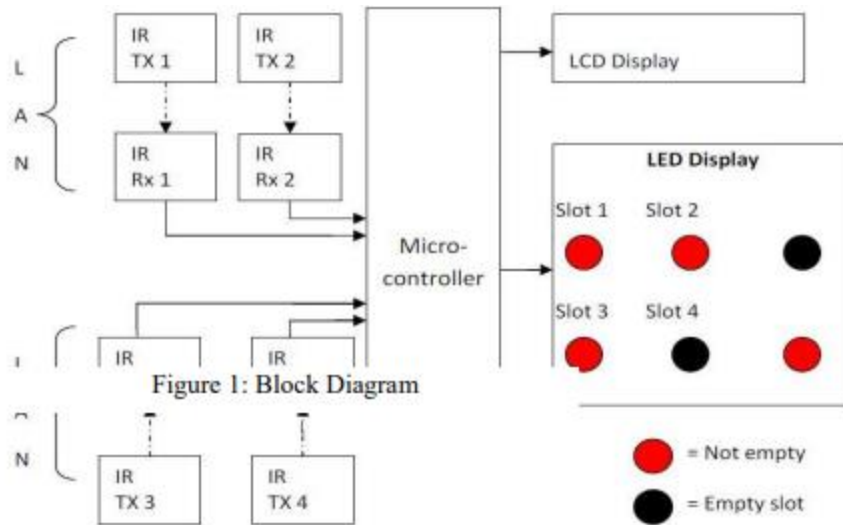 IR
TX 1
IR
TX 2
L
A
N
IR
Rx 1
IR
Rx 2
Micro-
controller
LCD Display
LED Display
Slot 1
Slot 2
Slot 3
Slot 4
IR
IR
Figure 1: Block Diagram
N
IR
TX 3
IR
TX 4
= Not empty
= Empty slot